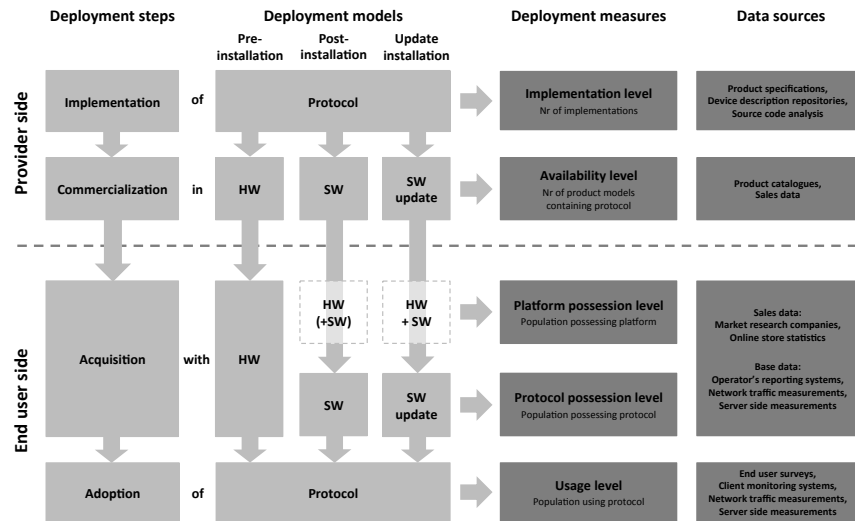 Deployment steps
Deployment models
Deployment measures
Data sources
Pre-
installation
Post-
installation
Update
installation
Provider side
Implementation
of
Protocol
Implementation level
Nr of implementations
Product specifications,
Device description repositories,
Source code analysis
Commercialization
in
HW
SW
SW
update
Availability level
Nr of product models
containing protocol
Product catalogues,
Sales data
End user side
Acquisition
with
HW
HW
(+SW)
HW
+ SW
Platform possession level
Population possessing platform
SW
SW
update
Protocol possession level
Population possessing protocol
Sales data:
Market research companies,
Online store statistics
Base data:
Operator's reporting systems,
Network traffic measurements,
Server side measurements
Adoption
of
Protocol
Usage level
Population using protocol
End user surveys,
Client monitoring systems,
Network traffic measurements,
Server side measurements